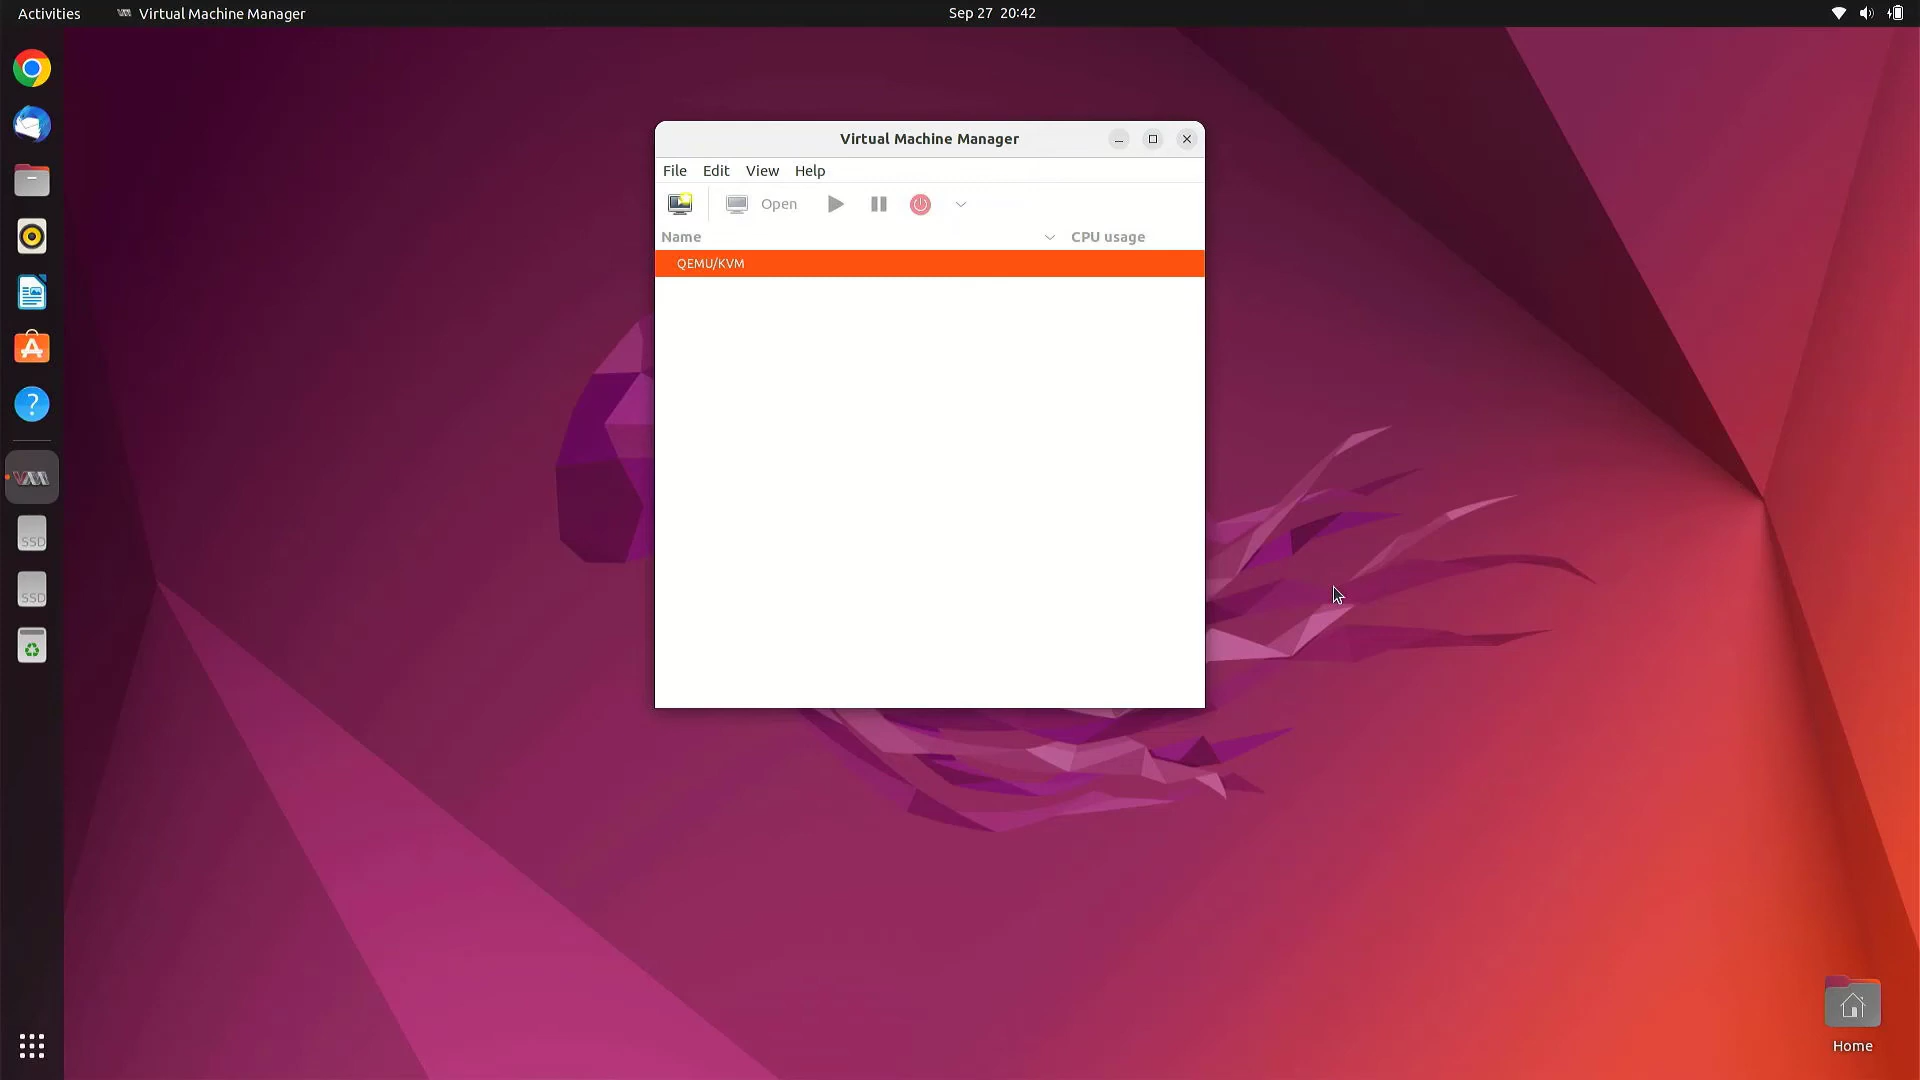 Activities
Virtual Machine Manager
Sep 27 20:42
Virtual Machine Manager
File Edit View Help
Open
Name
CPU usage
QEMU/KVM
SSD
SSD
Home